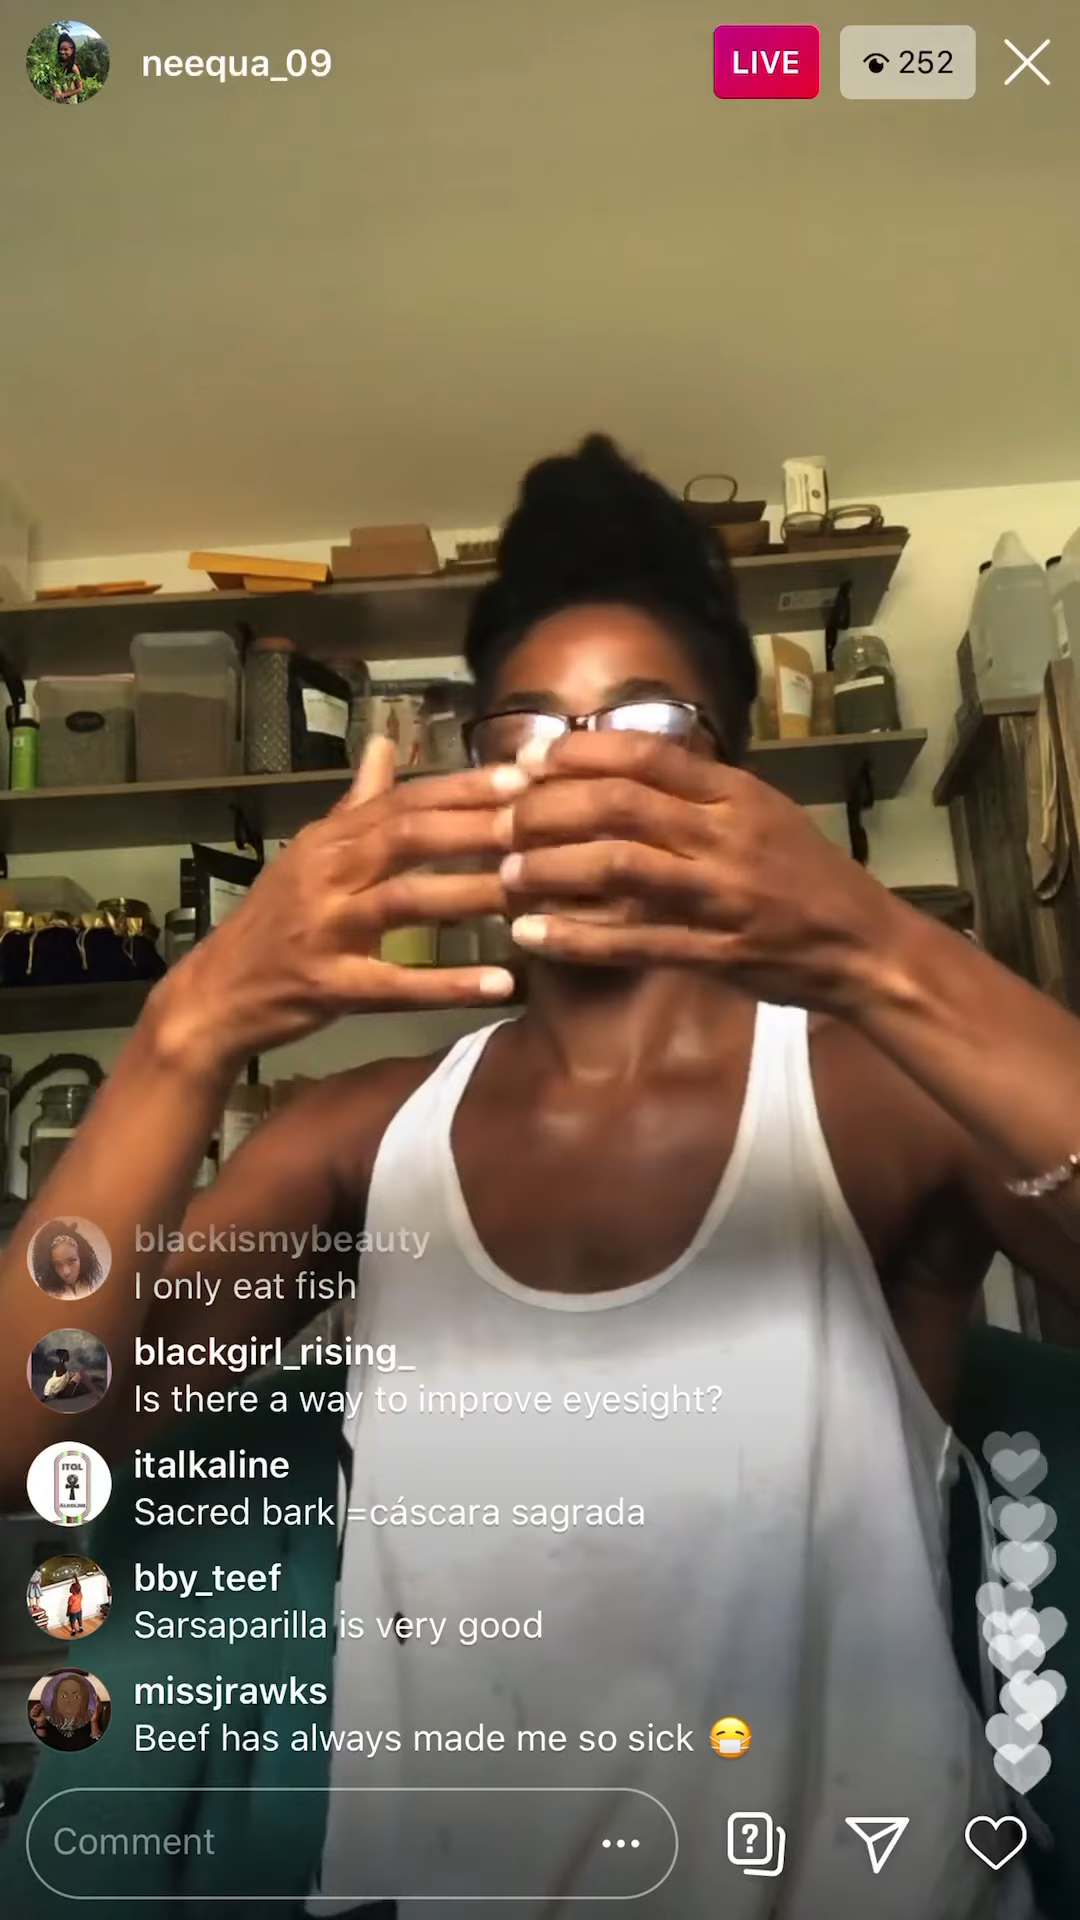 neequa_09
LIVE
252
blackismybeauty
I only eat fish
blackgirl_rising_
Is there a way to improve eyesight?
italkaline
Sacred bark =cáscara sagrada
bby_teef
Sarsaparilla is very good
missjrawks
Beef has always made me so sick 😷
Comment